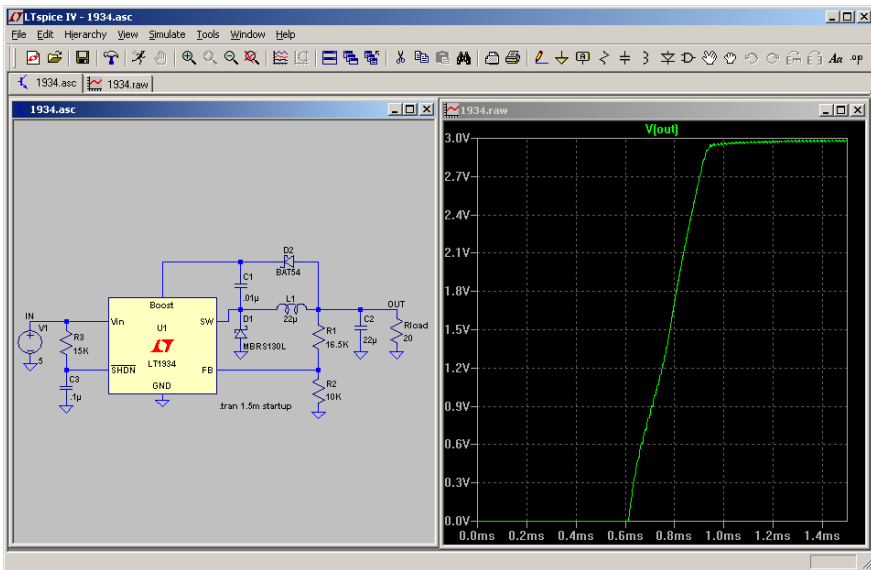 LTspice IV - 1934.asc
File Edit Hierarchy View Simulate Tools Window Help
Aa .op
1934.asc 1934.raw
1934.asc
1934.raw
V(out)
3.0V
2.7V
2.4V
2.1V
1.8V
1.5V
1.2V
0.9V
0.6V
0.3V
0.0V
0.0ms 0.2ms 0.4ms 0.6ms 0.8ms 1.0ms 1.2ms 1.4ms
D2
BAT54
C1
.01µ
L1
22µ
IN
V1
5
R3
15K
C3
.1µ
Boost
Vin
U1
SW
LT1934
SHDN
FB
GND
D1
MBRS130L
R1
16.5K
R2
10K
C2
22µ
OUT
Rload
20
.tran 1.5m startup